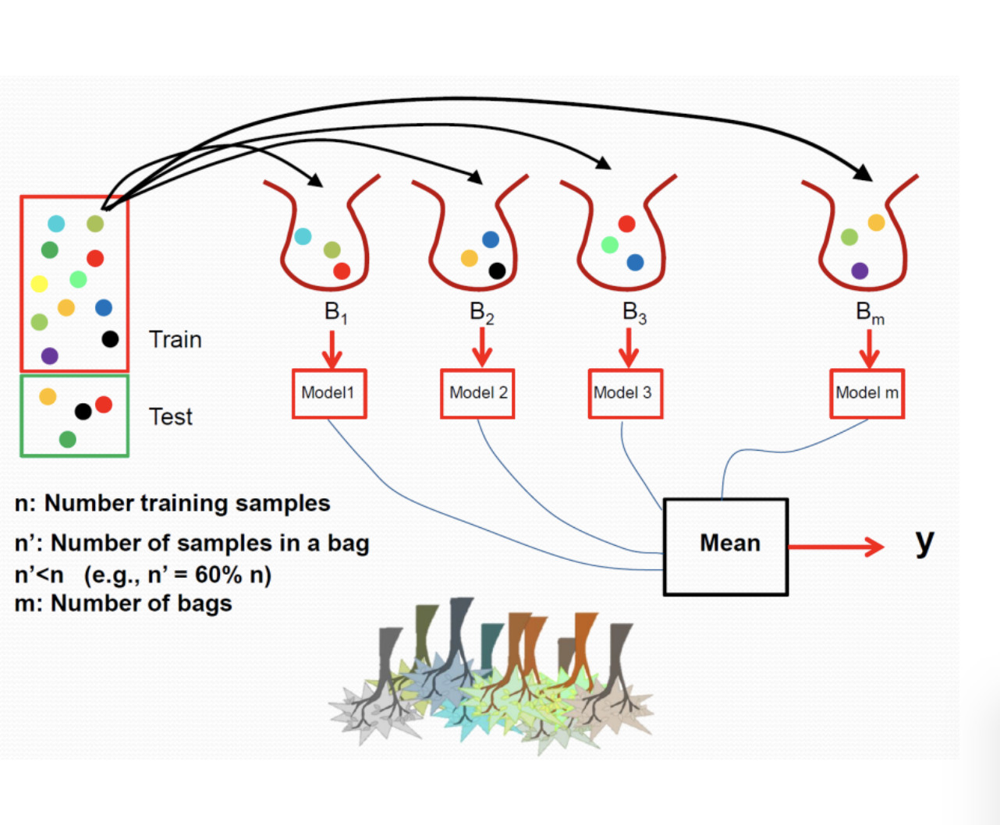 B1
B2
B3
Bm
Train
Model1
Model 2
Model 3
Model m
Test
n: Number training samples
n’: Number of samples in a bag
n’<n (e.g., n’ = 60% n)
m: Number of bags
Mean
y